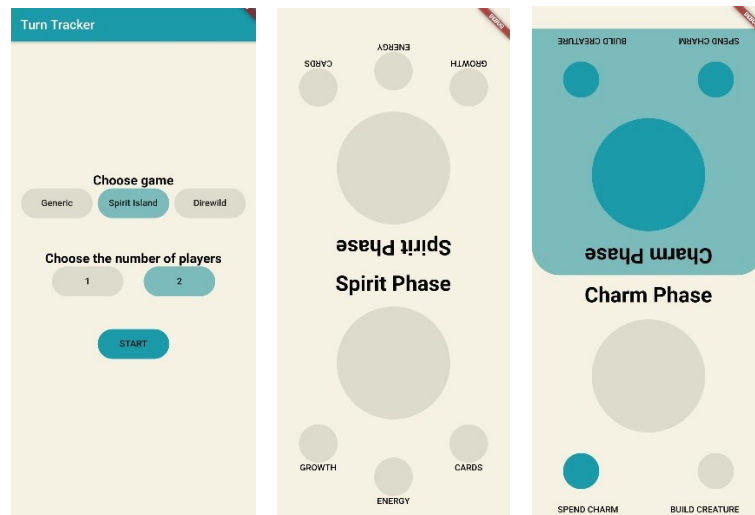 Turn Tracker
Choose game
Generic Spirit Island Direwild
Choose the number of players
1 2
START
ENERGY
CARDS GROWTH
Spirit Phase
Spirit Phase
GROWTH CARDS
ENERGY
BUILD CREATURE SPEND CHARM
Charm Phase
Charm Phase
SPEND CHARM BUILD CREATURE